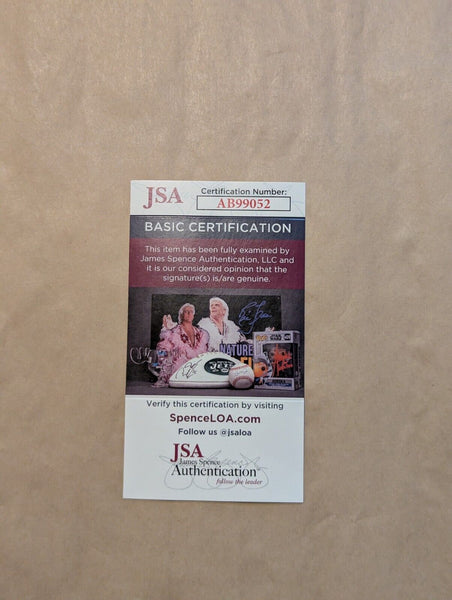 JSA
Certification Number:
AB99052
BASIC CERTIFICATION
This item has been fully examined by
James Spence Authentication, LLC and
it is our considered opinion that the
signature(s) is/are genuine.
NATURE
JETS
Verify this certification by visiting
SpenceLOA.com
Follow us @jsaloa
JSA
James Spence
Authentication
follow the leader